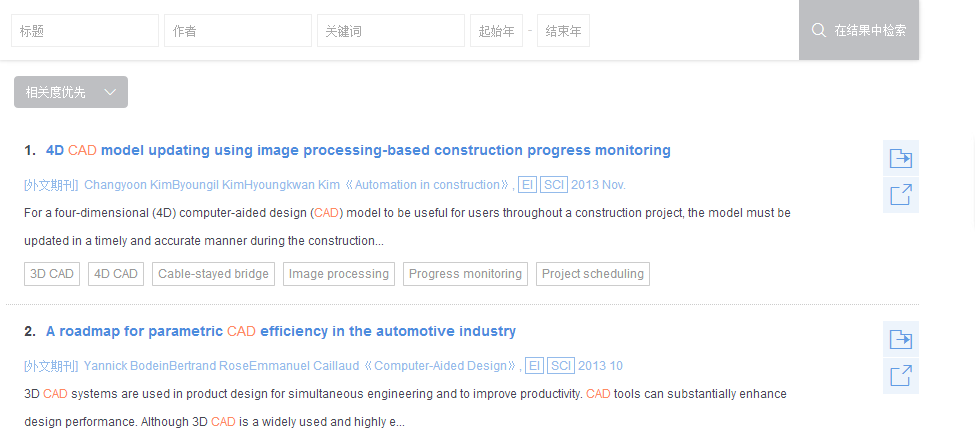 标题 作者 关键词 起始年 - 结束年 在结果中检索
相关度优先
1. 4D CAD model updating using image processing-based construction progress monitoring
[外文期刊] Changyoon KimByoungil KimHyoungkwan Kim《Automation in construction》, EI SCI 2013 Nov.
For a four-dimensional (4D) computer-aided design (CAD) model to be useful for users throughout a construction project, the model must be
updated in a timely and accurate manner during the construction...
3D CAD 4D CAD Cable-stayed bridge Image processing Progress monitoring Project scheduling
2. A roadmap for parametric CAD efficiency in the automotive industry
[外文期刊] Yannick BodeinBertrand RoseEmmanuel Caillaud《Computer-Aided Design》, EI SCI 2013 10
3D CAD systems are used in product design for simultaneous engineering and to improve productivity. CAD tools can substantially enhance
design performance. Although 3D CAD is a widely used and highly e...